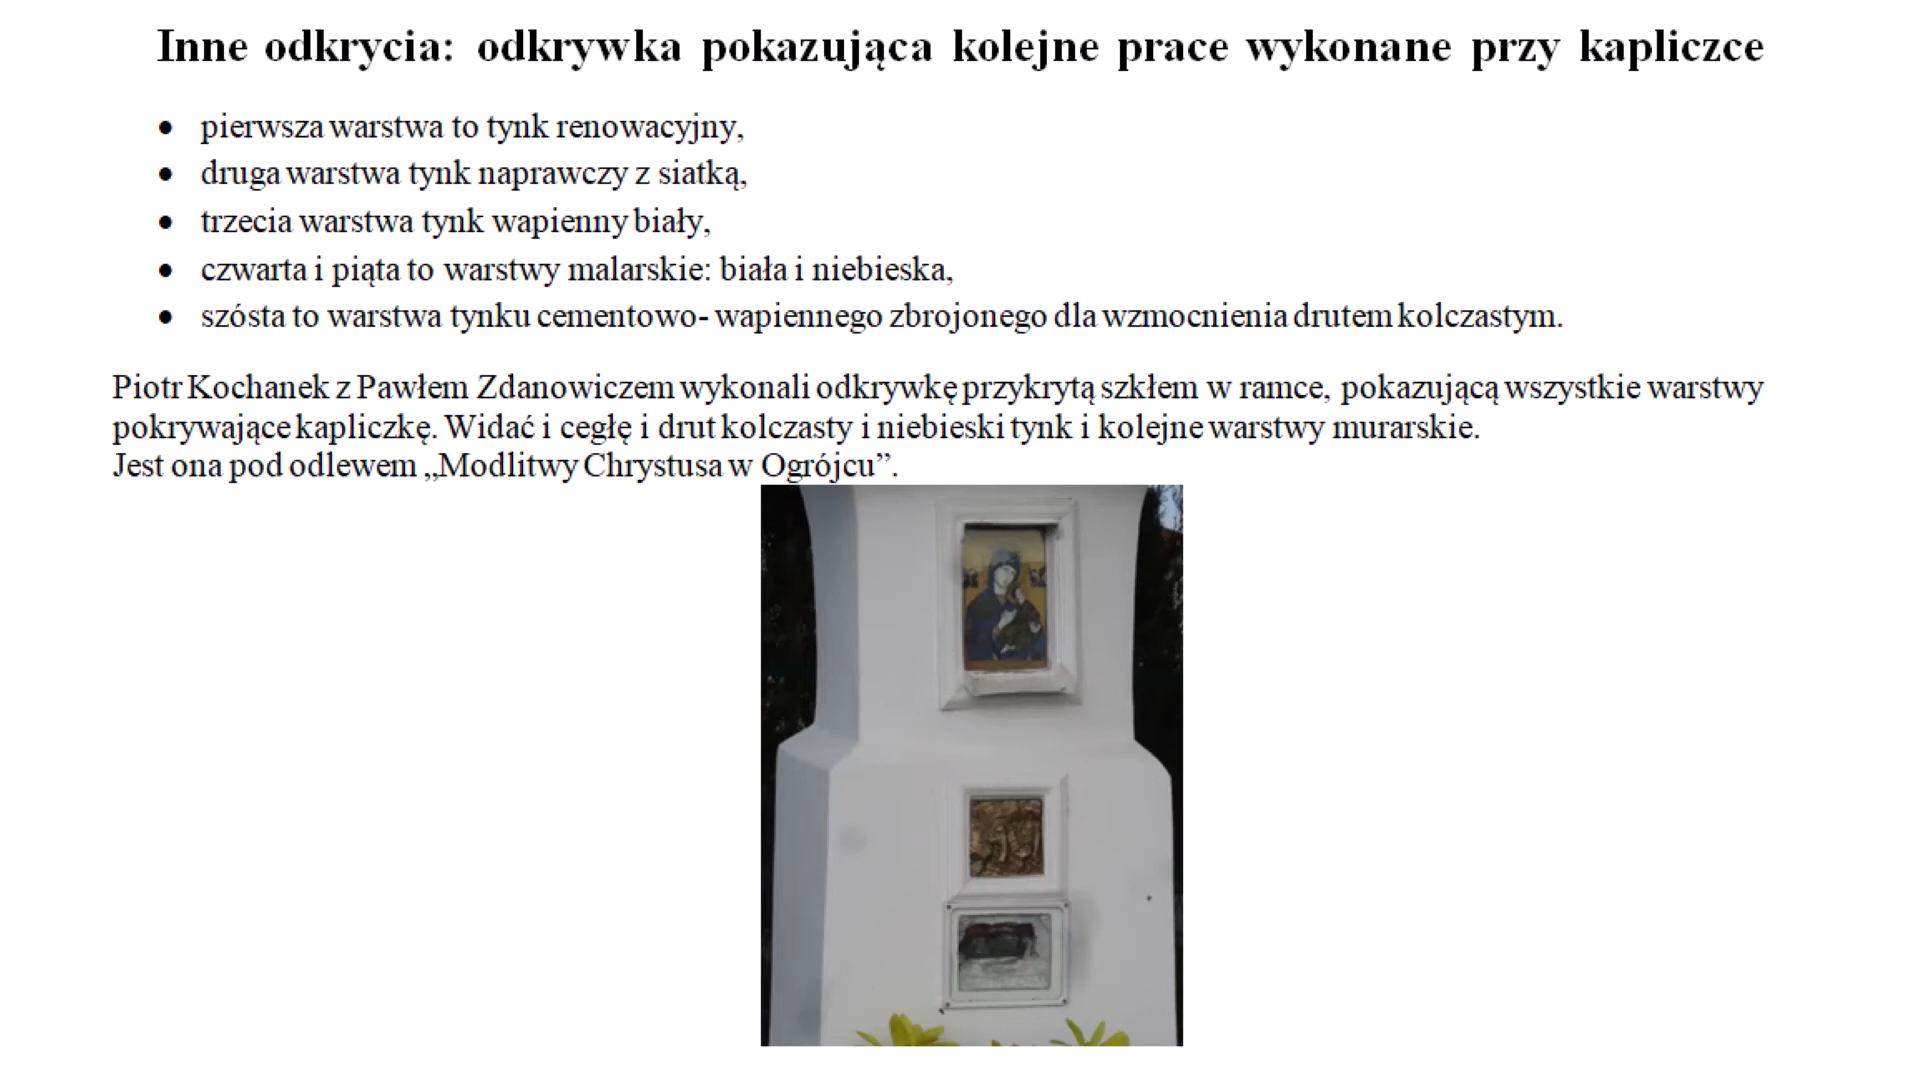 Inne odkrycia: odkrywka pokazująca kolejne prace wykonane przy kapliczce
• pierwsza warstwa to tynk renowacyjny,
• druga warstwa tynk naprawczy z siatką,
• trzecia warstwa tynk wapienny biały,
• czwarta i piąta to warstwy malarskie: biała i niebieska,
• szósta to warstwa tynku cementowo- wapiennego zbrojonego dla wzmocnienia drutem kolczastym.
Piotr Kochanek z Pawłem Zdanowiczem wykonali odkrywkę przykrytą szkłem w ramce, pokazującą wszystkie warstwy
pokrywające kapliczkę. Widać i cegłę i drut kolczasty i niebieski tynk i kolejne warstwy murarskie.
Jest ona pod odlewem „Modlitwy Chrystusa w Ogrójcu”.